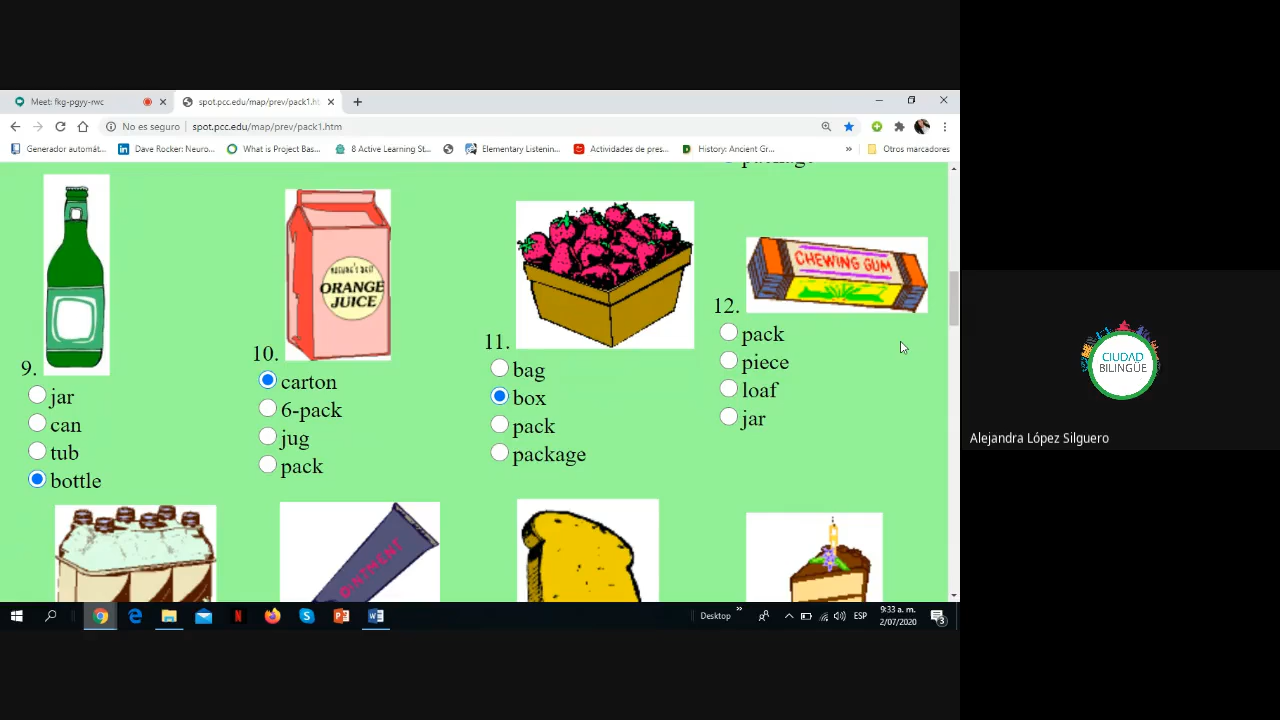 Meet: fkg-pgyy-rwc
spot.pcc.edu/map/prev/pack1.h
No es seguro
spot.pcc.edu/map/prev/pack1.htm
Generador automát...
Dave Rocker: Neuro...
What is Project Bas...
8 Active Learning St...
Elementary Listenin...
Actividades de pres...
History: Ancient Gr...
»
Otros marcadores
package
ORANGE
JUICE
CHEWING GUM
9.
jar
can
tub
bottle
10.
carton
6-pack
jug
pack
11.
bag
box
pack
package
12.
pack
piece
loaf
jar
OINTMENT
CIUDAD
BILINGÜE
Alejandra López Silguero
Desktop
»
ESP
9:33 a. m.
2/07/2020
3